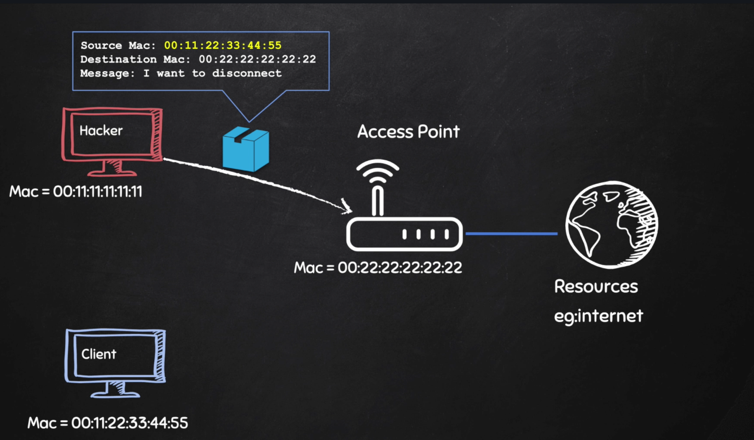 Source Mac: 00:11:22:33:44:55
Destination Mac: 00:22:22:22:22:22
Message: I want to disconnect
Hacker
Access Point
Mac = 00:11:11:11:11:11
Mac = 00:22:22:22:22:22
Resources
eg:internet
Client
Mac = 00:11:22:33:44:55